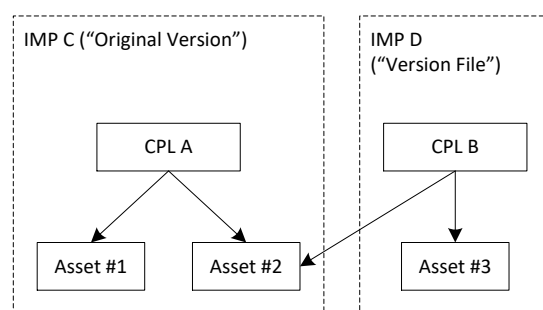 IMP C (“Original Version”)
IMP D
(“Version File”)
CPL A
CPL B
Asset #1
Asset #2
Asset #3